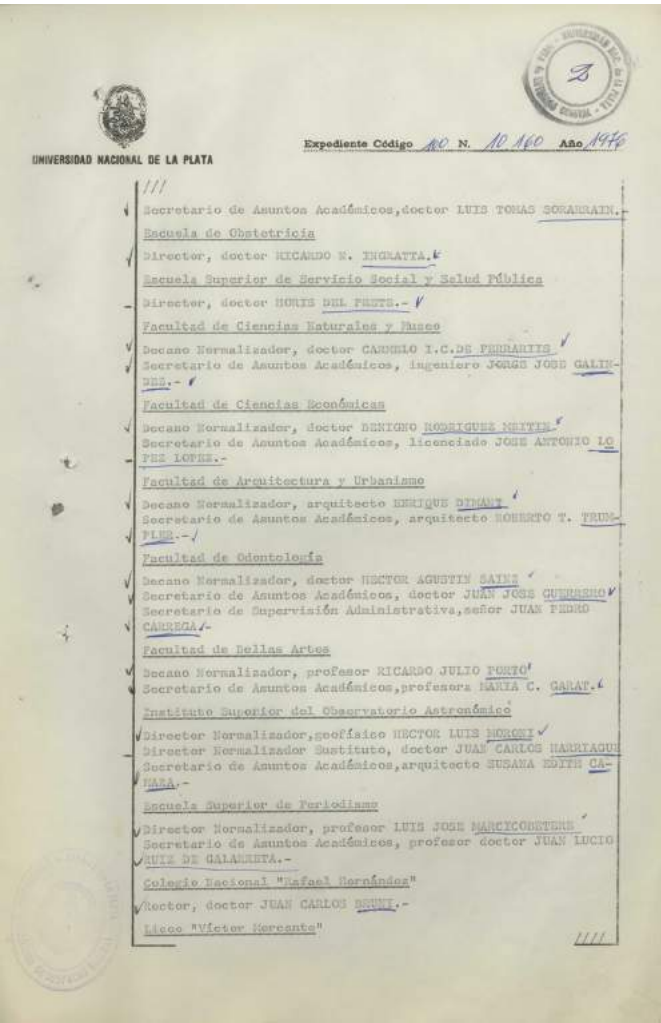 UNIVERSIDAD NAC. de LA PLATA
2
UNIVERSIDAD NACIONAL DE LA PLATA
Expediente Código 100 N. 10.160 Año 1976
///
Secretario de Asuntos Académicos,doctor LUIS TOMAS SORARRAIN.-
Escuela de Obstetricia
Director, doctor RICARDO E. INGRATTA.
Escuela Superior de Servicio Social y Salud Pública
Director, doctor HORIS DEL PRETE.-
Facultad de Ciencias Naturales y Museo
Decano Normalizador, doctor CARMELO I.C.DE FERRARIIS
Secretario de Asuntos Académicos, ingeniero JORGE JOSE GALIN-
DEZ.-
Facultad de Ciencias Económicas
Decano Normalizador, doctor BENIGNO RODRIGUEZ MEITIN
Secretario de Asuntos Académicos, licenciado JOSE ANTONIO LO
PEZ LOPEZ.-
Facultad de Arquitectura y Urbanismo
Decano Normalizador, arquitecto ENRIQUE DIMANT
Secretario de Asuntos Académicos, arquitecto ROBERTO T. TRUM-
PLER.-
Facultad de Odontología
Decano Normalizador, doctor HECTOR AGUSTIN SAINZ
Secretario de Asuntos Académicos, doctor JUAN JOSE GUERRERO
Secretario de Supervisión Administrativa,señor JUAN PEDRO
CARREGA.-
Facultad de Bellas Artes
Decano Normalizador, profesor RICARDO JULIO PORTO
Secretario de Asuntos Académicos,profesora MARIA C. GARAT.
Instituto Superior del Observatorio Astronómico
Director Normalizador,geofísico HECTOR LUIS MORONI
Director Normalizador Sustituto, doctor JUAN CARLOS HARRIAGUE
Secretario de Asuntos Académicos,arquitecto SUSANA EDITH CA-
ÑAZA.-
Escuela Superior de Periodismo
Director Normalizador, profesor LUIS JOSE
Secretario de Asuntos Académicos, profesor doctor JUAN LUCIO
RUIZ DE GALARRETA.-
Colegio Nacional "Rafael Hernández"
Rector, doctor JUAN CARLOS BRUNI.-
Liceo "Víctor Mercante"
////